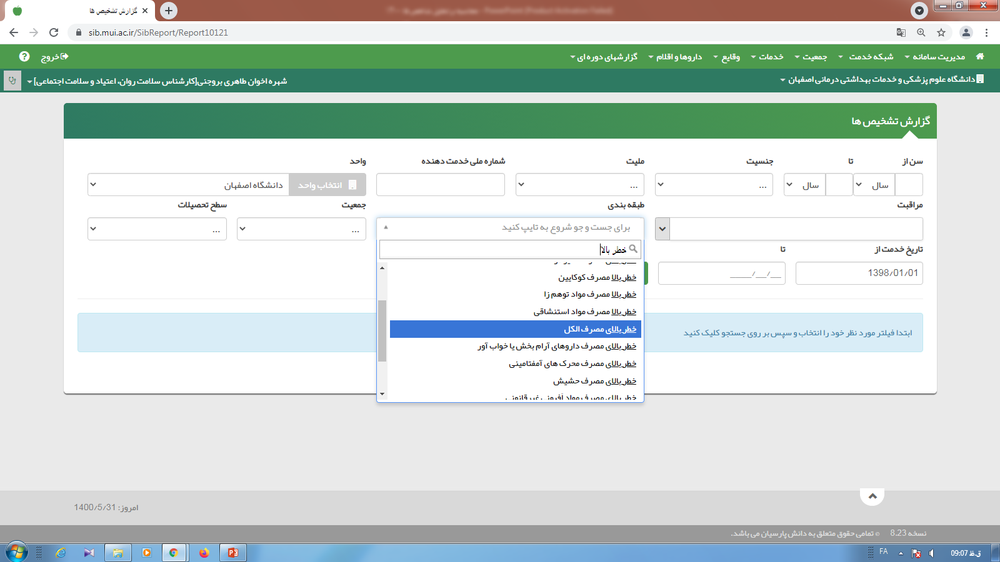 گزارش تشخیص ها
sib.mui.ac.ir/SibReport/Report10121
مدیریت سامانه شبکه خدمت جمعیت خدمات وقایع داروها و اقلام گزارشهای دوره ای خروج ?
دانشگاه علوم پزشکی و خدمات بهداشتی درمانی اصفهان شهره اخوان طاهری بروجنی[کارشناس سلامت روان، اعتیاد و سلامت اجتماعی]
گزارش تشخیص ها
سن از تا جنسیت ملیت شماره ملی خدمت دهنده واحد
سال سال ... ... انتخاب واحد دانشگاه اصفهان
مراقبت طبقه بندی جمعیت سطح تحصیلات
برای جست و جو شروع به تایپ کنید ... ...
خطر بالا
تاریخ خدمت از تا
1398/01/01 __/__/____
خطر بالا مصرف کوکایین
خطر بالا مصرف مواد توهم زا
خطر بالا مصرف مواد استنشاقی
خطر بالای مصرف الکل
خطر بالای مصرف داروهای آرام بخش یا خواب آور
خطر بالای مصرف محرک های آمفتامینی
خطر بالای مصرف حشیش
خطر بالای مصرف مواد افیونی غیرقانونی
ابتدا فیلتر مورد نظر خود را انتخاب و سپس بر روی جستجو کلیک کنید
امروز: 1400/5/31
نسخه 8.23 © تمامی حقوق متعلق به دانش پارسیان می باشد.
FA 09:07 ق.ظ